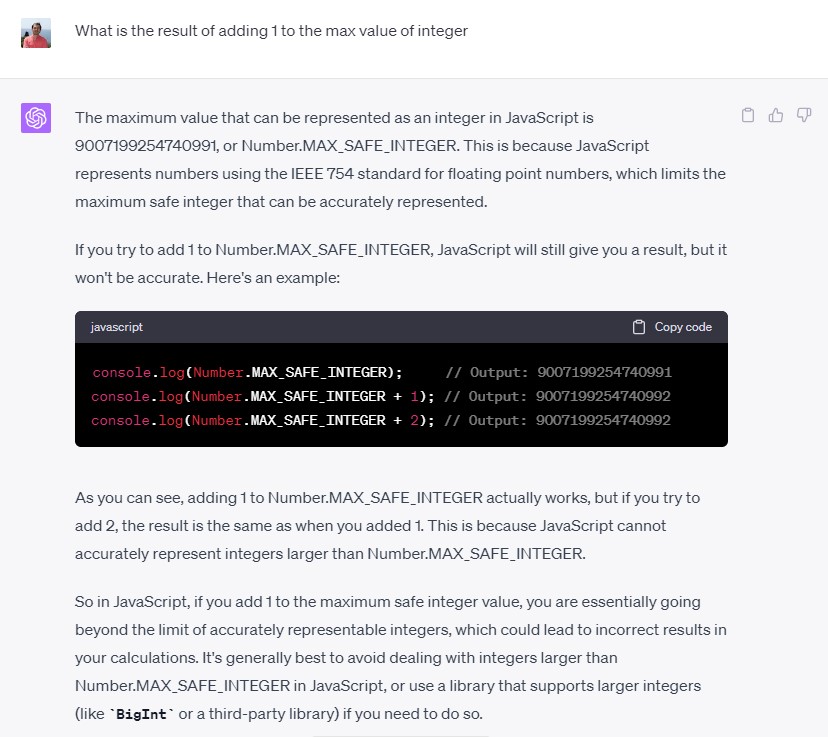 What is the result of adding 1 to the max value of integer
The maximum value that can be represented as an integer in JavaScript is
9007199254740991, or Number.MAX_SAFE_INTEGER. This is because JavaScript
represents numbers using the IEEE 754 standard for floating point numbers, which limits the
maximum safe integer that can be accurately represented.
If you try to add 1 to Number.MAX_SAFE_INTEGER, JavaScript will still give you a result, but it
won't be accurate. Here's an example:
javascript Copy code
console.log(Number.MAX_SAFE_INTEGER);     // Output: 9007199254740991
console.log(Number.MAX_SAFE_INTEGER + 1); // Output: 9007199254740992
console.log(Number.MAX_SAFE_INTEGER + 2); // Output: 9007199254740992
As you can see, adding 1 to Number.MAX_SAFE_INTEGER actually works, but if you try to
add 2, the result is the same as when you added 1. This is because JavaScript cannot
accurately represent integers larger than Number.MAX_SAFE_INTEGER.
So in JavaScript, if you add 1 to the maximum safe integer value, you are essentially going
beyond the limit of accurately representable integers, which could lead to incorrect results in
your calculations. It's generally best to avoid dealing with integers larger than
Number.MAX_SAFE_INTEGER in JavaScript, or use a library that supports larger integers
(like `BigInt` or a third-party library) if you need to do so.